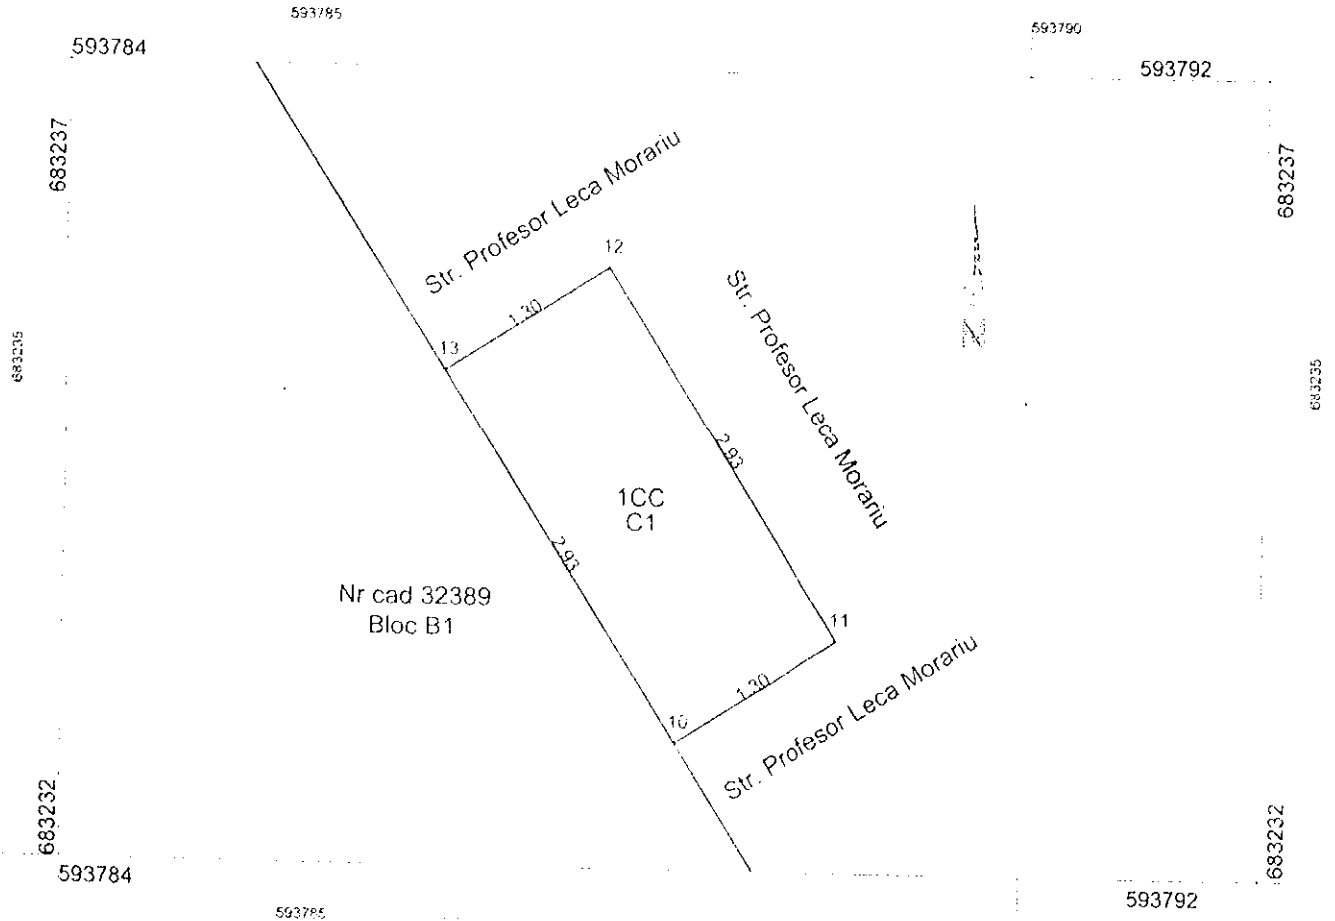 593785
593784
593790
593792
683237
683237
Str. Profesor Leca Morariu
12
1.30
13
Str. Profesor Leca Morariu
N
683235
683235
2.93
1CC
C1
2.93
Nr cad 32389
Bloc B1
11
1.30
10
Str. Profesor Leca Morariu
683232
683232
593784
593792
593785